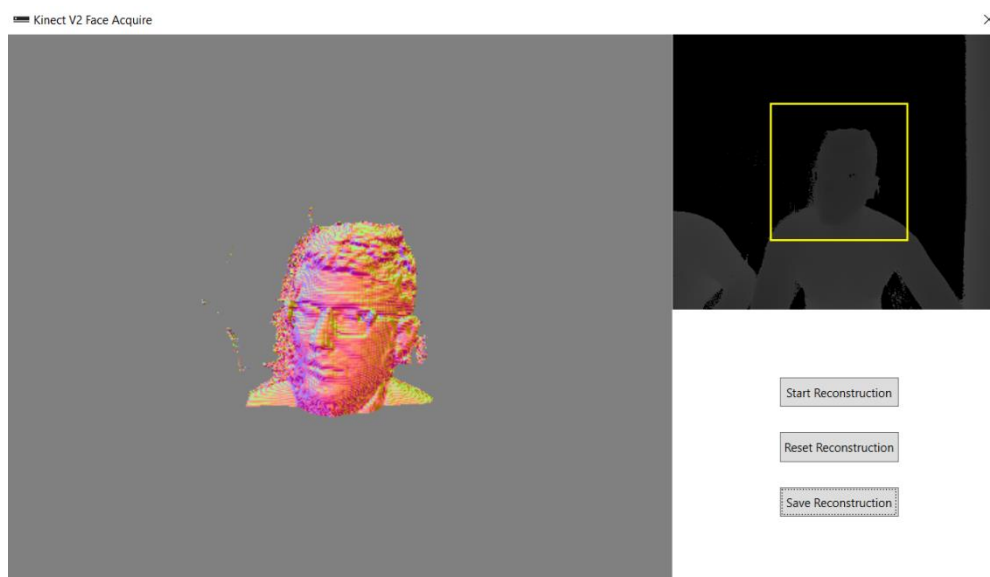 Kinect V2 Face Acquire
Start Reconstruction
Reset Reconstruction
Save Reconstruction